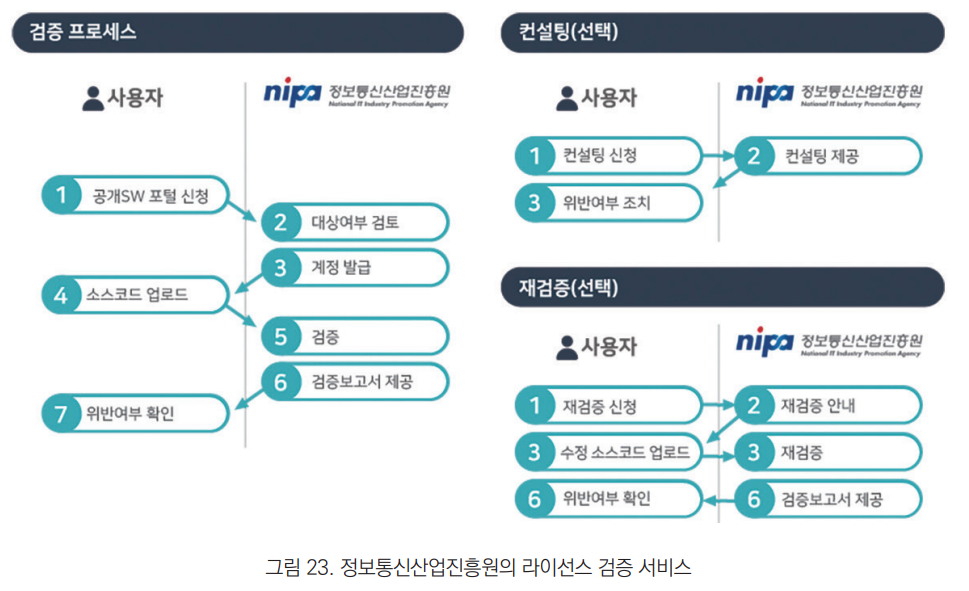 검증 프로세스
사용자
nipa 정보통신산업진흥원
National IT Industry Promotion Agency
1 공개SW 포털 신청
2 대상여부 검토
3 계정 발급
4 소스코드 업로드
5 검증
6 검증보고서 제공
7 위반여부 확인
컨설팅(선택)
사용자
nipa 정보통신산업진흥원
National IT Industry Promotion Agency
1 컨설팅 신청
2 컨설팅 제공
3 위반여부 조치
재검증(선택)
사용자
nipa 정보통신산업진흥원
National IT Industry Promotion Agency
1 재검증 신청
2 재검증 안내
3 수정 소스코드 업로드
3 재검증
6 위반여부 확인
6 검증보고서 제공
그림 23. 정보통신산업진흥원의 라이선스 검증 서비스